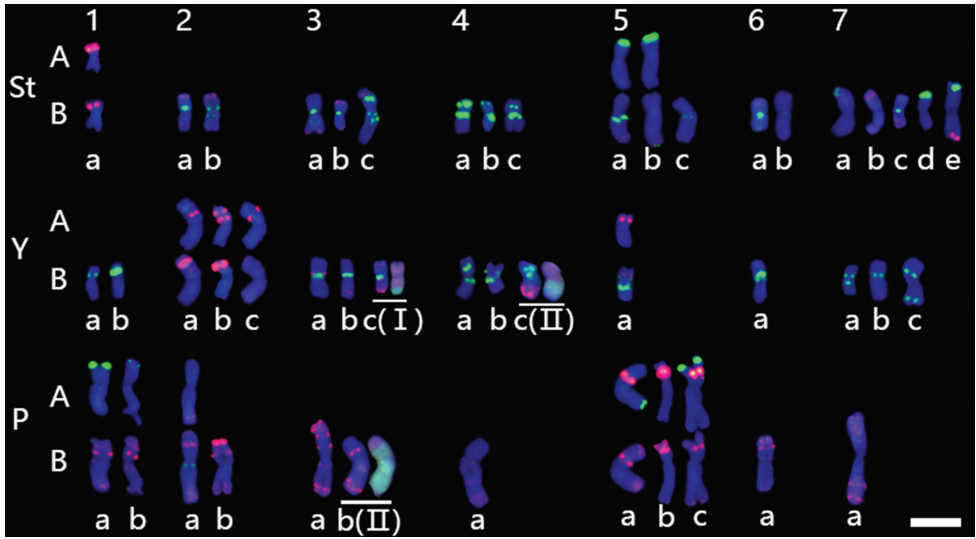 1 2 3 4 5 6 7
A
St
B
a a b a b c a b c a b c a b a b c d e
A
Y
B
a b a b c a b c(Ⅰ) a b c(Ⅱ) a a a b c
A
P
B
a b a b a b(Ⅱ) a a b c a a